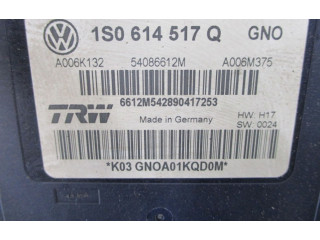 1S0 614 517 Q GNO
A006K132 54086612M A006M375
6612M542890417253
TRW Made in Germany HW: H17
SW: 0024
*K03 GNOA01KQD0M*